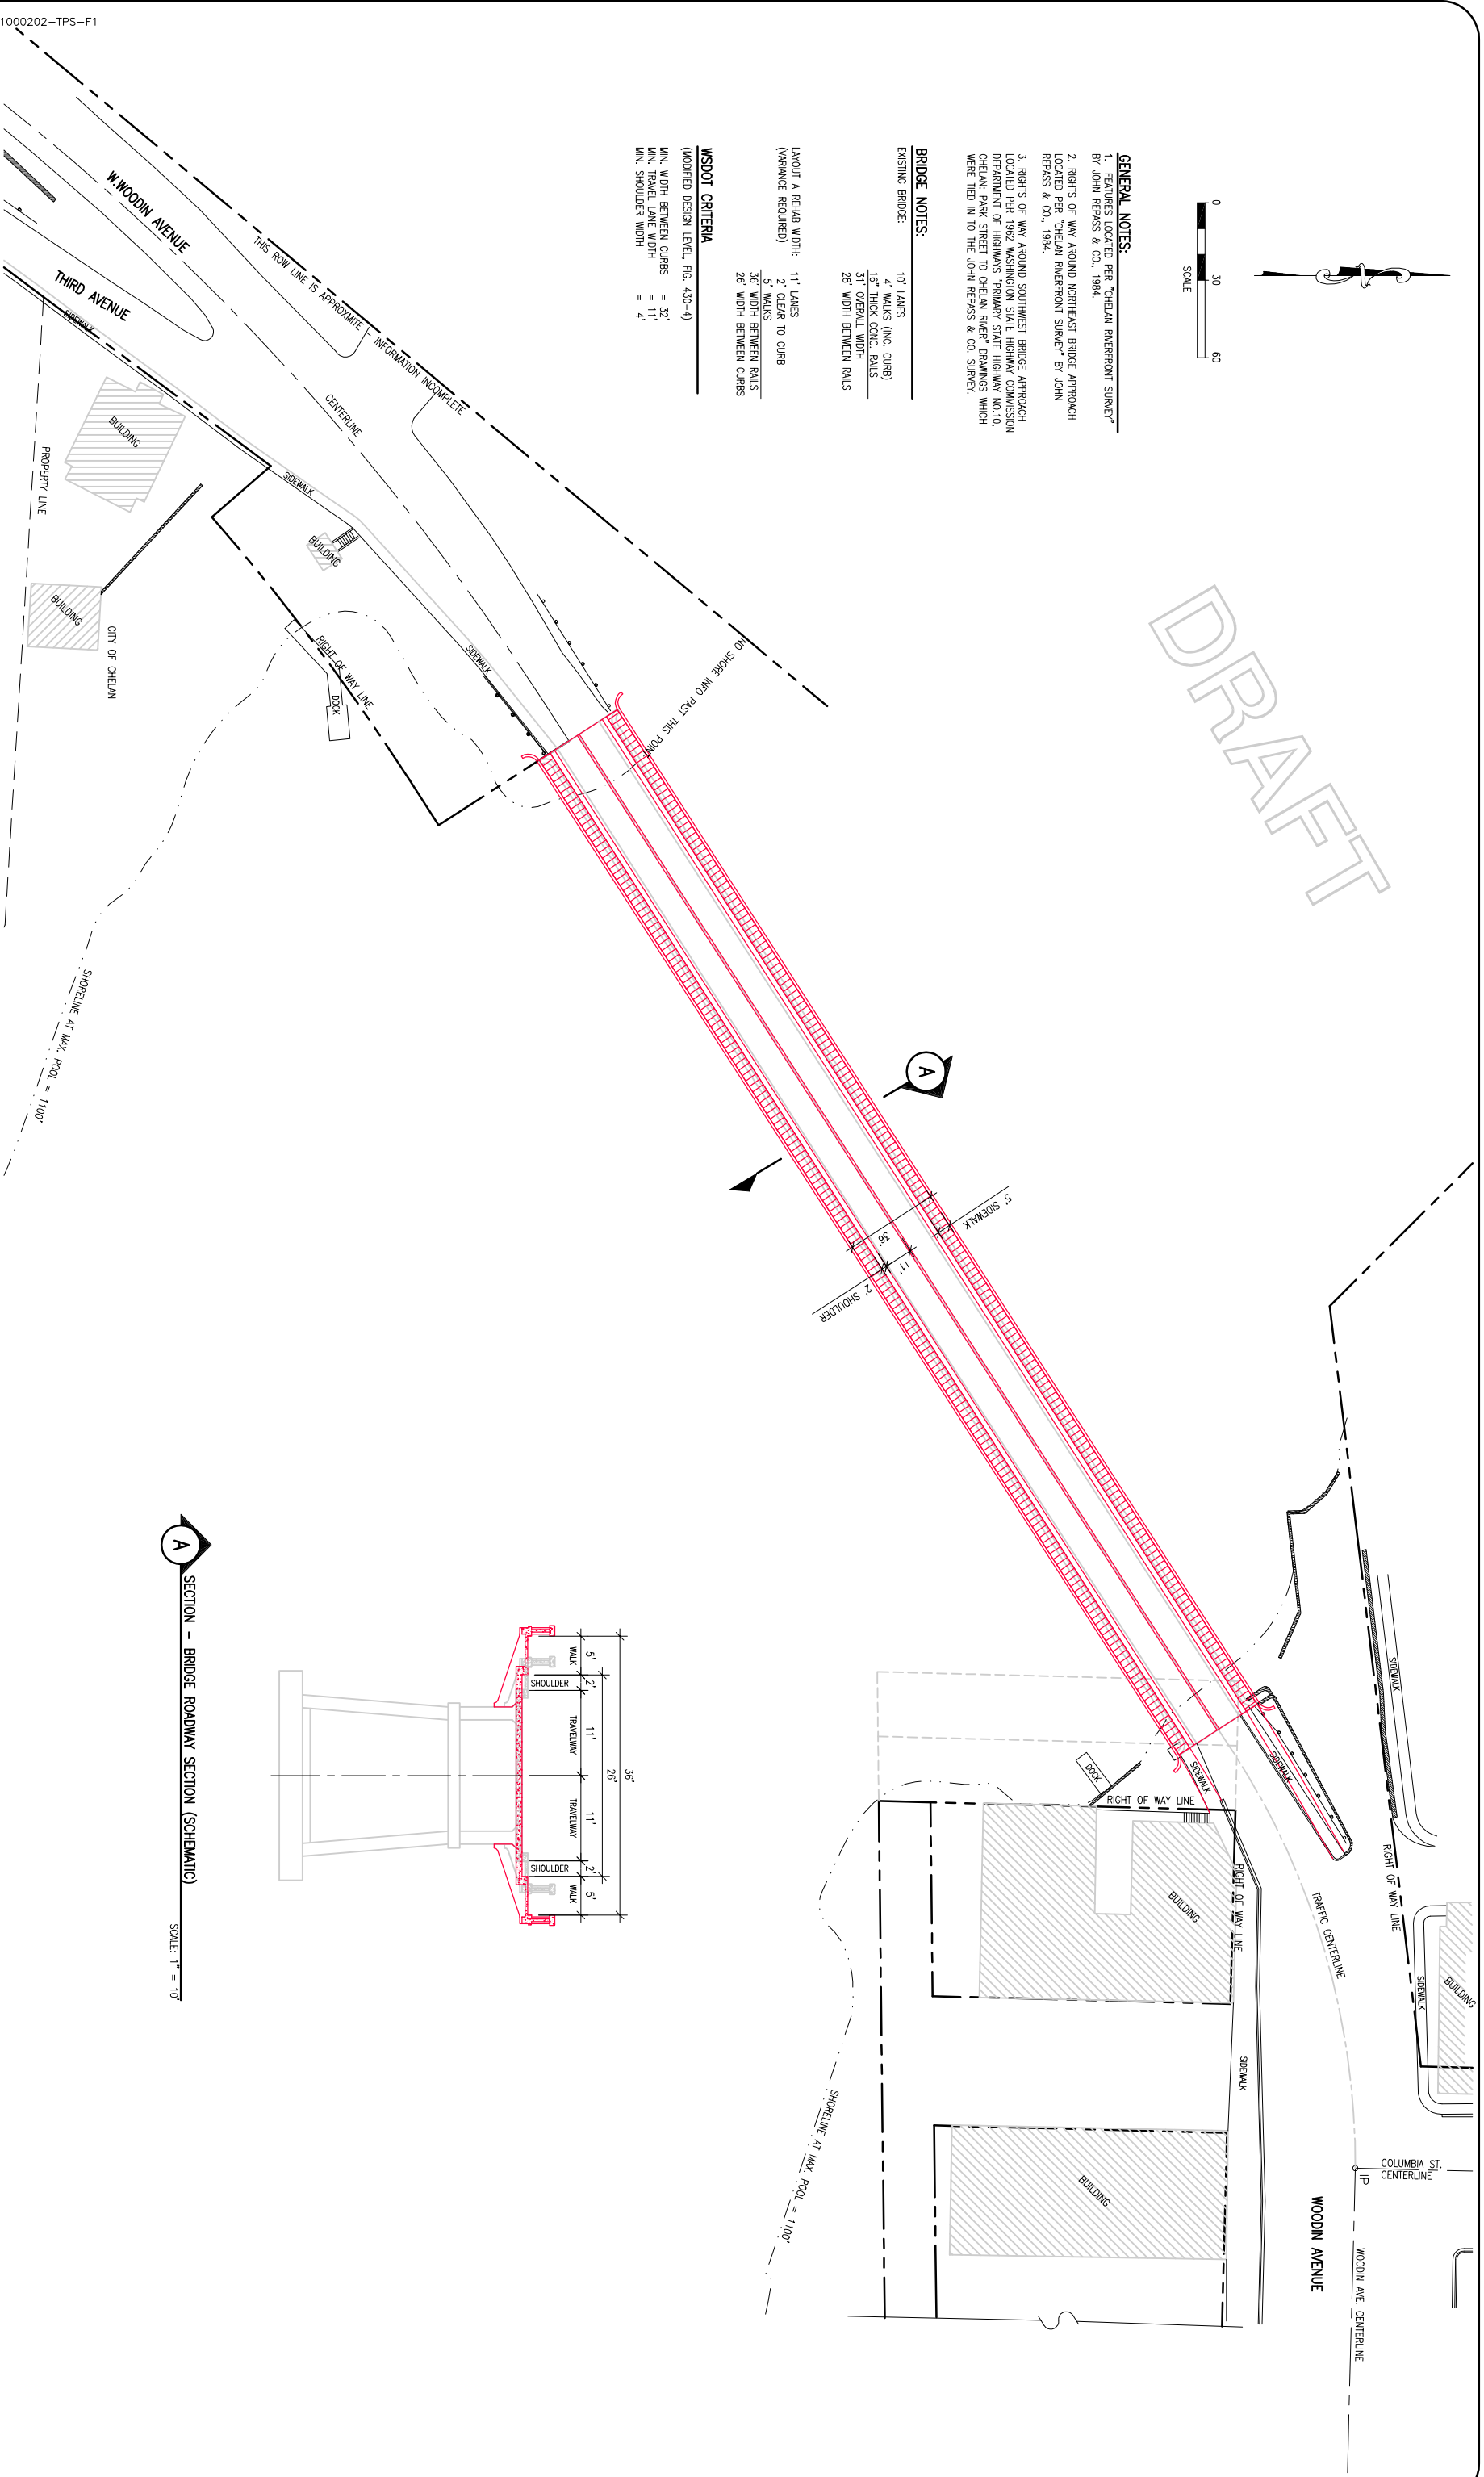 1000202-TPS-F1
0 30 60
SCALE
GENERAL NOTES:
1. FEATURES LOCATED PER "CHELAN RIVERFRONT SURVEY"
BY JOHN REPASS & CO., 1984.
2. RIGHTS OF WAY AROUND NORTHEAST BRIDGE APPROACH
LOCATED PER "CHELAN RIVERFRONT SURVEY" BY JOHN
REPASS & CO., 1984.
3. RIGHTS OF WAY AROUND SOUTHWEST BRIDGE APPROACH
LOCATED PER 1962 WASHINGTON STATE HIGHWAY COMMISSION
DEPARTMENT OF HIGHWAYS "PRIMARY STATE HIGHWAY NO.10,
CHELAN: PARK STREET TO CHELAN RIVER" DRAWINGS WHICH
WERE TIED IN TO THE JOHN REPASS & CO. SURVEY.
BRIDGE NOTES:
EXISTING BRIDGE:
10' LANES
4' WALKS (INC. CURB)
16" THICK CONC. RAILS
31' OVERALL WIDTH
28' WIDTH BETWEEN RAILS
LAYOUT A REHAB WIDTH:
(VARIANCE REQUIRED)
11' LANES
2' CLEAR TO CURB
5' WALKS
36' WIDTH BETWEEN RAILS
26' WIDTH BETWEEN CURBS
WSDOT CRITERIA
(MODIFIED DESIGN LEVEL, FIG. 430-4)
MIN. WIDTH BETWEEN CURBS = 32'
MIN. TRAVEL LANE WIDTH = 11'
MIN. SHOULDER WIDTH = 4'
DRAFT
W.WOODIN AVENUE
THIRD AVENUE
THIS ROW LINE IS APPROXMITE - INFORMATION INCOMPLETE
CENTERLINE
SIDEWALK
SIDEWALK
SIDEWALK
BUILDING
BUILDING
BUILDING
PROPERTY LINE
CITY OF CHELAN
RIGHT OF WAY LINE
DOCK
NO SHORE INFO PAST THIS POINT
SHORELINE AT MAX. POOL = 1100'
A
5' SIDEWALK
36'
11'
2' SHOULDER
SIDEWALK
RIGHT OF WAY LINE
SIDEWALK
SIDEWALK
DOCK
RIGHT OF WAY LINE
RIGHT OF WAY LINE
BUILDING
TRAFFIC CENTERLINE
SIDEWALK
BUILDING
SIDEWALK
BUILDING
COLUMBIA ST.
CENTERLINE
IP
WOODIN AVENUE
WOODIN AVE. CENTERLINE
SHORELINE AT MAX. POOL = 1100'
36'
26'
5' 2' 11' 11' 2' 5'
WALK SHOULDER TRAVELWAY TRAVELWAY SHOULDER WALK
A
SECTION - BRIDGE ROADWAY SECTION (SCHEMATIC)
SCALE: 1" = 10'